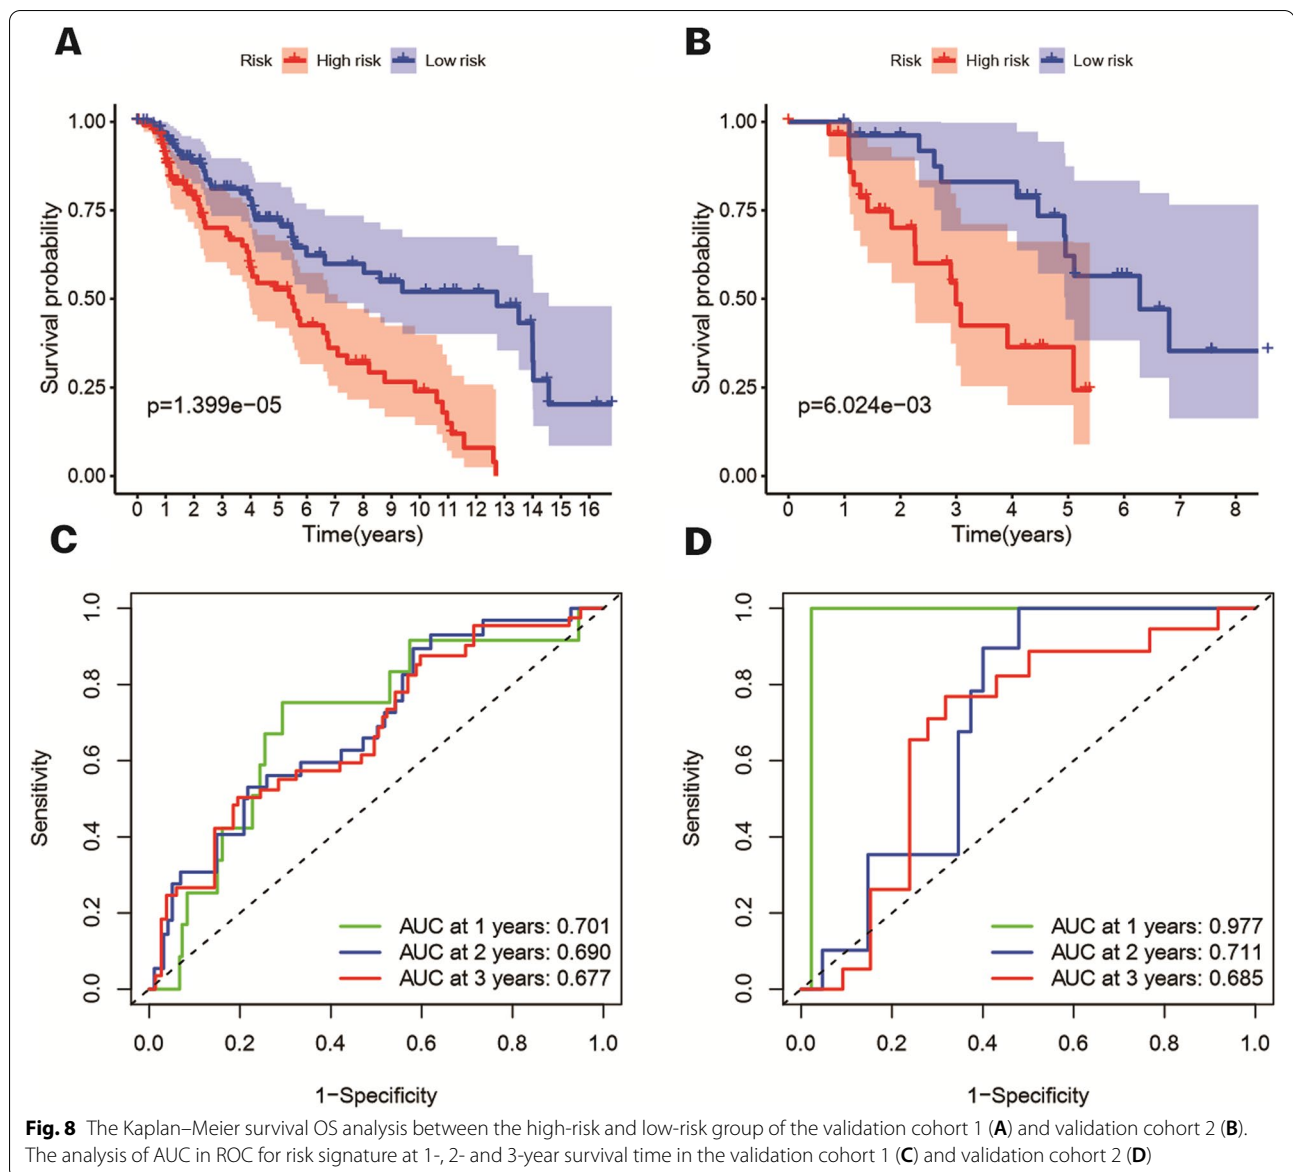 A
Risk High risk Low risk
Survival probability
1.00
0.75
0.50
0.25
0.00
p=1.399e−05
0 1 2 3 4 5 6 7 8 9 10 11 12 13 14 15 16
Time(years)
B
Risk High risk Low risk
Survival probability
1.00
0.75
0.50
0.25
0.00
p=6.024e−03
0 1 2 3 4 5 6 7 8
Time(years)
C
Sensitivity
1.0
0.8
0.6
0.4
0.2
0.0
AUC at 1 years: 0.701
AUC at 2 years: 0.690
AUC at 3 years: 0.677
0.0 0.2 0.4 0.6 0.8 1.0
1−Specificity
D
Sensitivity
1.0
0.8
0.6
0.4
0.2
0.0
AUC at 1 years: 0.977
AUC at 2 years: 0.711
AUC at 3 years: 0.685
0.0 0.2 0.4 0.6 0.8 1.0
1−Specificity
Fig. 8 The Kaplan–Meier survival OS analysis between the high-risk and low-risk group of the validation cohort 1 (A) and validation cohort 2 (B).
The analysis of AUC in ROC for risk signature at 1-, 2- and 3-year survival time in the validation cohort 1 (C) and validation cohort 2 (D)